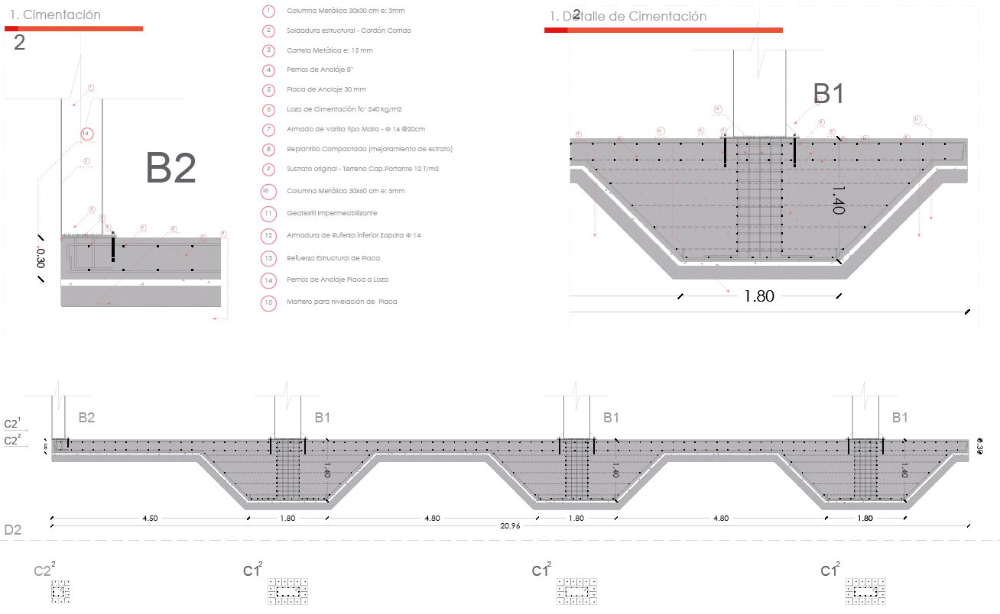 1. Cimentación
2
B2
0.30
1 Columna Metálica 30x30 cm e: 3mm
2 Soldadura estructural - Cordón Corrido
3 Cartela Metálica e: 15 mm
4 Pernos de Anclaje 8"
5 Placa de Anclaje 30 mm
6 Loza de Cimentación fc' 240 kg/m2
7 Armado de Varilla tipo Malla - Φ 14 @20cm
8 Replantillo Compactado (mejoramiento de estrato)
9 Sustrato original - Terreno Cap.Portante 12 T/m2
10 Columna Metálica 30x60 cm e: 5mm
11 Geotextil Impermeabilizante
12 Armadura de Ruferzo inferior Zapata Φ 14
13 Refuerzo Estructural de Placa
14 Pernos de Anclaje Placa a Loza
15 Mortero para nivelación de Placa
1. Detalle de Cimentación
2
B1
1.40
1.80
B2 B1 B1 B1
C2¹
C2²
0.30
1.40 1.40 1.40
4.50 1.80 4.80 1.80 4.80 1.80
20.96
D2
C2² C1² C1² C1²